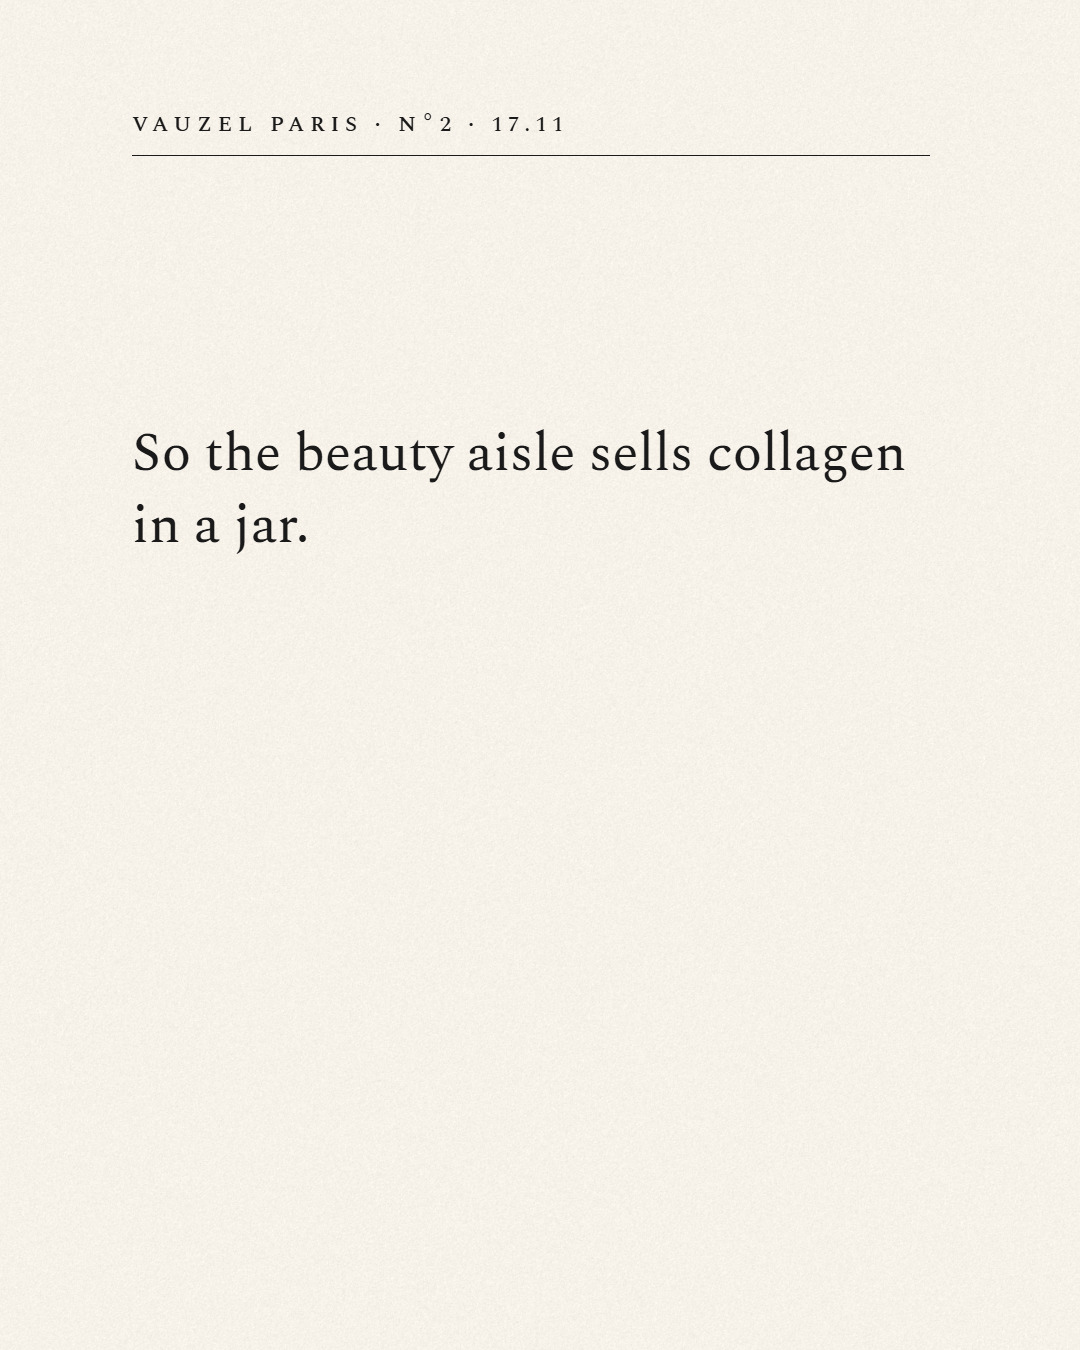 VAUZEL PARIS · N°2 · 17.11
So the beauty aisle sells collagen
in a jar.